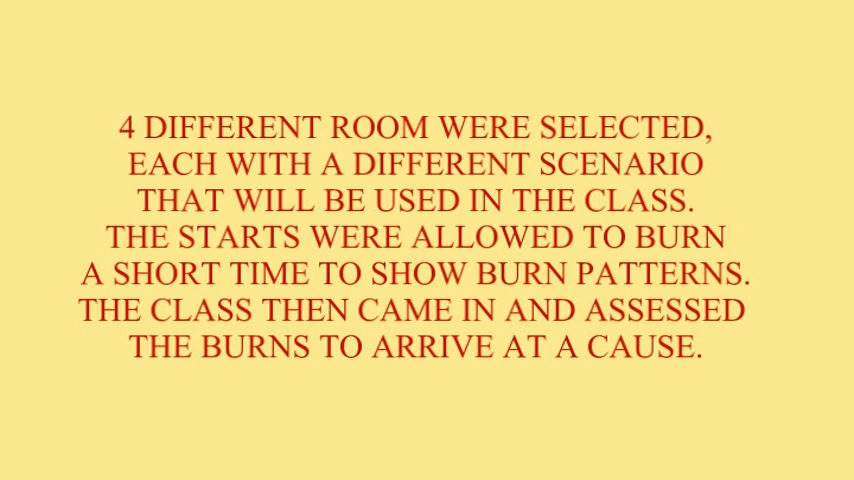 4 DIFFERENT ROOM WERE SELECTED,
EACH WITH A DIFFERENT SCENARIO
THAT WILL BE USED IN THE CLASS.
THE STARTS WERE ALLOWED TO BURN
A SHORT TIME TO SHOW BURN PATTERNS.
THE CLASS THEN CAME IN AND ASSESSED
THE BURNS TO ARRIVE AT A CAUSE.